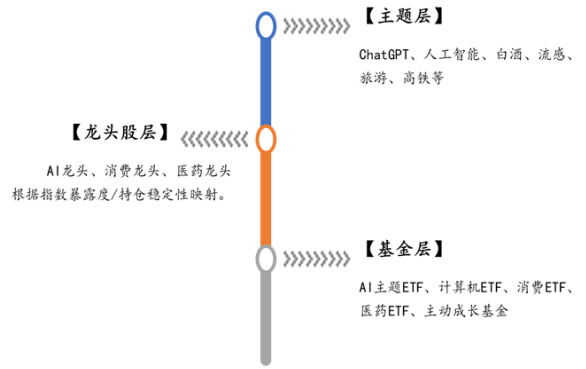 【主题层】
ChatGPT、人工智能、白酒、流感、
旅游、高铁等
【龙头股层】
AI龙头、消费龙头、医药龙头
根据指数暴露度/持仓稳定性映射。
【基金层】
AI主题ETF、计算机ETF、消费ETF、
医药ETF、主动成长基金